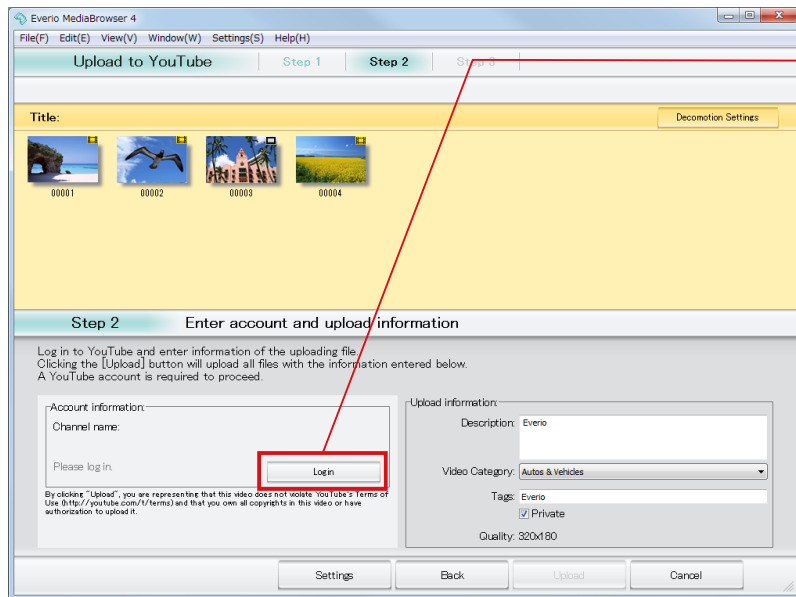 Everio MediaBrowser 4
File(F) Edit(E) View(V) Window(W) Settings(S) Help(H)
Upload to YouTube Step 1 Step 2 Step 3
Title: Decomotion Settings
00001 00002 00003 00004
Step 2 Enter account and upload information
Log in to YouTube and enter information of the uploading file.
Clicking the [Upload] button will upload all files with the information entered below.
A YouTube account is required to proceed.
Account information:
Channel name:
Please log in.
Login
By clicking "Upload", you are representing that this video does not violate YouTube's Terms of
Use (http://youtube.com/t/terms) and that you own all copyrights in this video or have
authorization to upload it.
Upload information:
Description: Everio
Video Category: Autos & Vehicles
Tags: Everio
Private
Quality: 320x180
Settings Back Upload Cancel